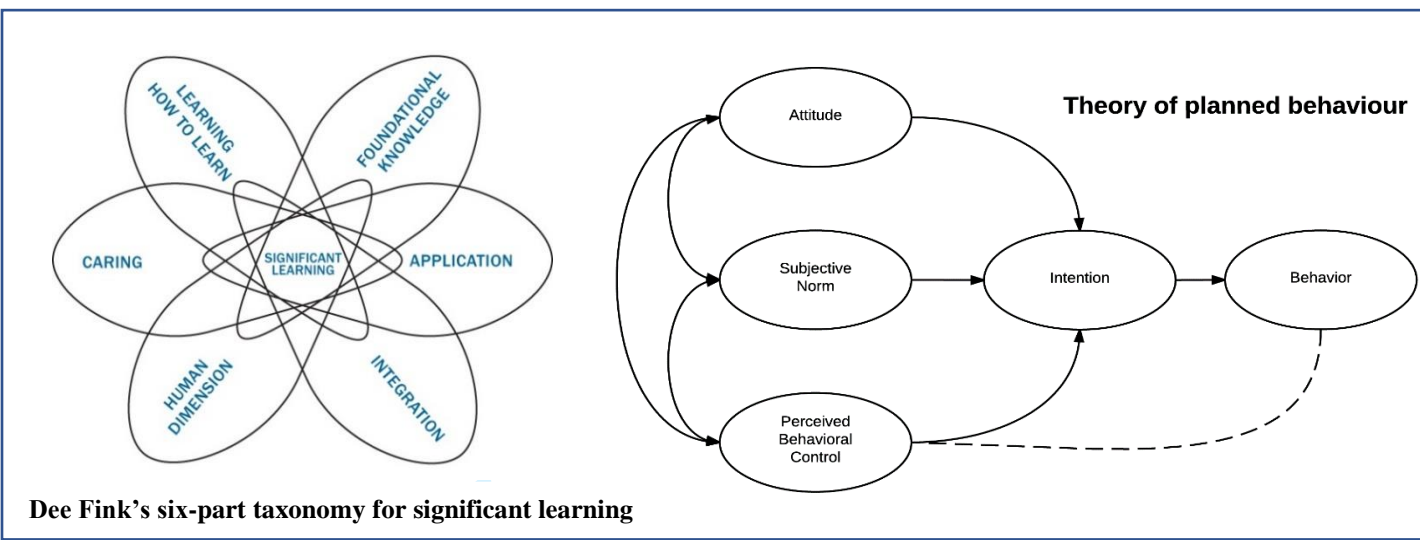 LEARNING
HOW TO LEARN
FOUNDATIONAL
KNOWLEDGE
CARING
SIGNIFICANT
LEARNING
APPLICATION
HUMAN
DIMENSION
INTEGRATION
Dee Fink’s six-part taxonomy for significant learning
Theory of planned behaviour
Attitude
Subjective
Norm
Intention
Behavior
Perceived
Behavioral
Control